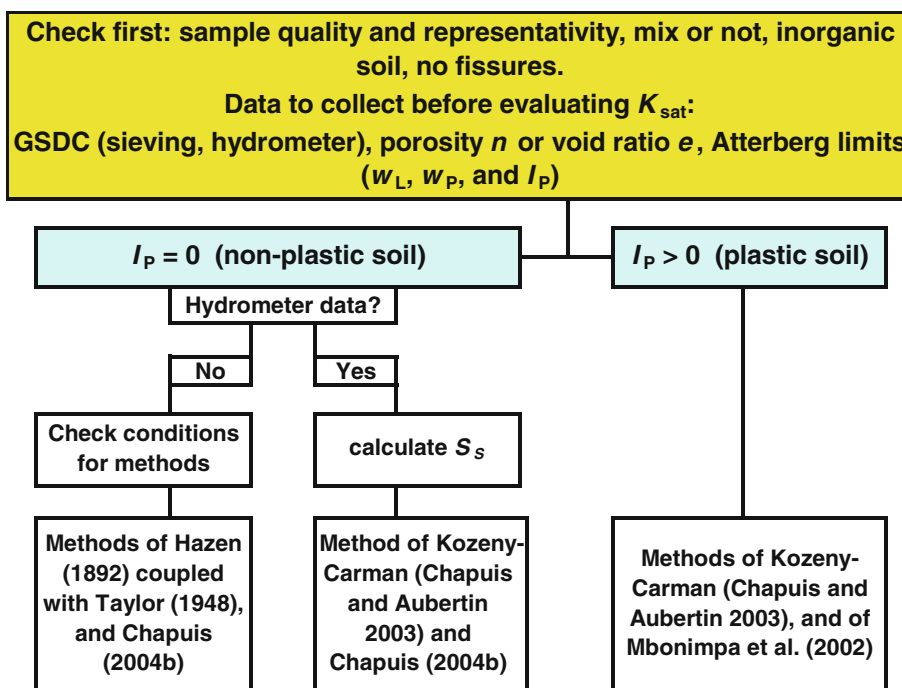 Check first: sample quality and representativity, mix or not, inorganic
soil, no fissures.
Data to collect before evaluating Ksat:
GSDC (sieving, hydrometer), porosity n or void ratio e, Atterberg limits
(wL, wP, and IP)
IP = 0 (non-plastic soil)
IP > 0 (plastic soil)
Hydrometer data?
No
Yes
Check conditions
for methods
calculate SS
Methods of Hazen
(1892) coupled
with Taylor (1948),
and Chapuis
(2004b)
Method of Kozeny-
Carman (Chapuis
and Aubertin
2003) and
Chapuis (2004b)
Methods of Kozeny-
Carman (Chapuis and
Aubertin 2003), and of
Mbonimpa et al. (2002)